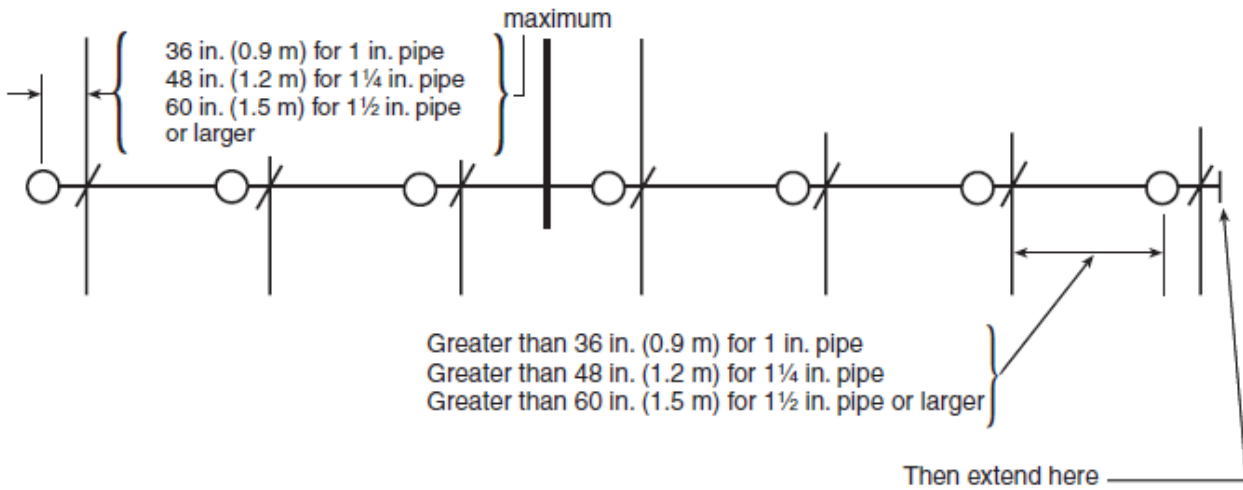 maximum
36 in. (0.9 m) for 1 in. pipe
48 in. (1.2 m) for 1¼ in. pipe
60 in. (1.5 m) for 1½ in. pipe
or larger
Greater than 36 in. (0.9 m) for 1 in. pipe
Greater than 48 in. (1.2 m) for 1¼ in. pipe
Greater than 60 in. (1.5 m) for 1½ in. pipe or larger
Then extend here